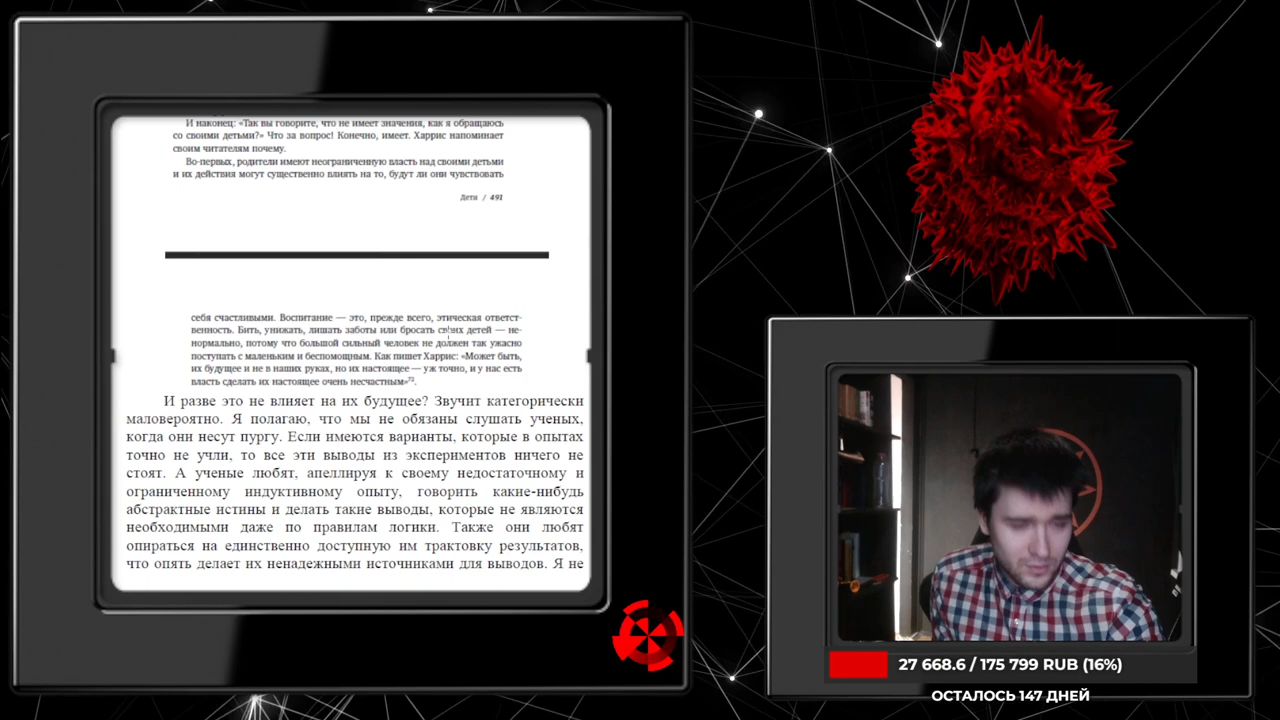 И наконец: «Так вы говорите, что не имеет значения, как я обращаюсь
со своими детьми?» Что за вопрос! Конечно, имеет. Харрис напоминает
своим читателям почему.
Во-первых, родители имеют неограниченную власть над своими детьми
и их действия могут существенно влиять на то, будут ли они чувствовать
Дети / 491
себя счастливыми. Воспитание — это, прежде всего, этическая ответст-
венность. Бить, унижать, лишать заботы или бросать своих детей — не-
нормально, потому что большой сильный человек не должен так ужасно
поступать с маленьким и беспомощным. Как пишет Харрис: «Может быть,
их будущее и не в наших руках, но их настоящее — уж точно, и у нас есть
власть сделать их настоящее очень несчастным»⁷².
И разве это не влияет на их будущее? Звучит категорически
маловероятно. Я полагаю, что мы не обязаны слушать ученых,
когда они несут пургу. Если имеются варианты, которые в опытах
точно не учли, то все эти выводы из экспериментов ничего не
стоят. А ученые любят, апеллируя к своему недостаточному и
ограниченному индуктивному опыту, говорить какие-нибудь
абстрактные истины и делать такие выводы, которые не являются
необходимыми даже по правилам логики. Также они любят
опираться на единственно доступную им трактовку результатов,
что опять делает их ненадежными источниками для выводов. Я не
27 668.6 / 175 799 RUB (16%)
ОСТАЛОСЬ 147 ДНЕЙ